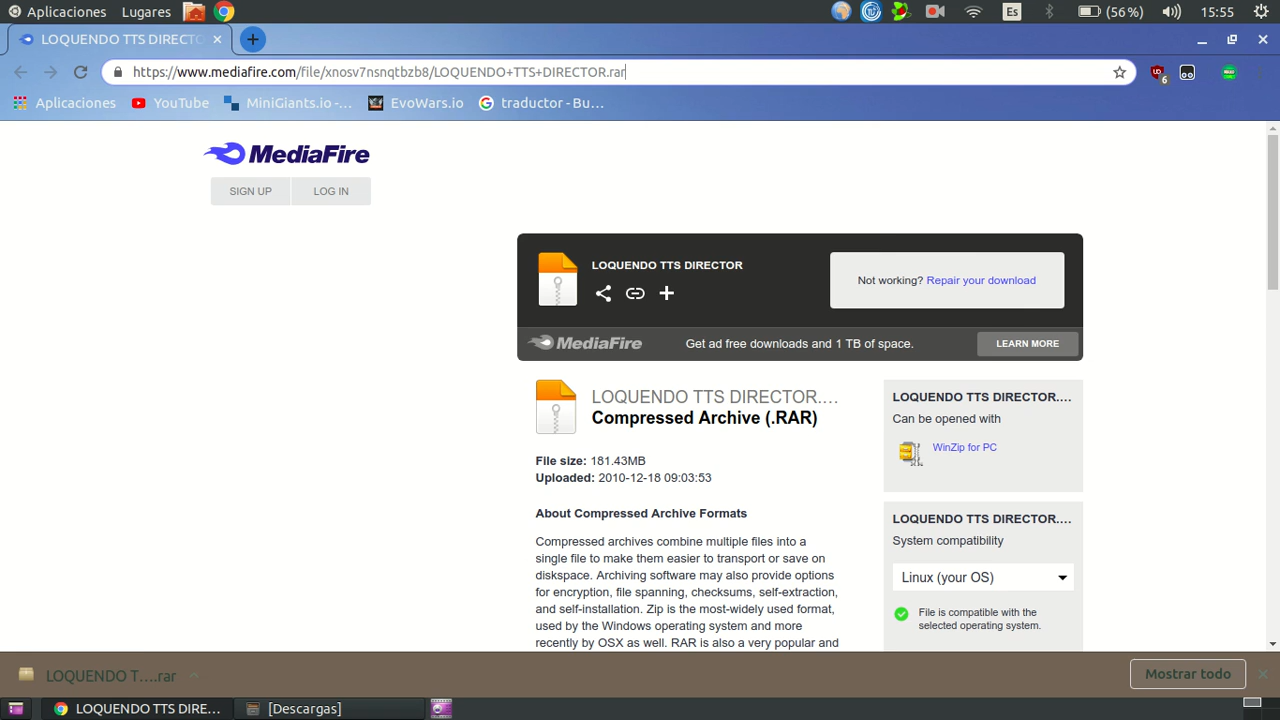 Aplicaciones Lugares Es (56 %) 15:55
LOQUENDO TTS DIRECTO
https://www.mediafire.com/file/xnosv7nsnqtbzb8/LOQUENDO+TTS+DIRECTOR.rar
6
Aplicaciones YouTube MiniGiants.io -... EvoWars.io traductor - Bu...
MediaFire
SIGN UP LOG IN
LOQUENDO TTS DIRECTOR
Not working? Repair your download
MediaFire Get ad free downloads and 1 TB of space. LEARN MORE
LOQUENDO TTS DIRECTOR....
Compressed Archive (.RAR)
File size: 181.43MB
Uploaded: 2010-12-18 09:03:53
About Compressed Archive Formats
Compressed archives combine multiple files into a
single file to make them easier to transport or save on
diskspace. Archiving software may also provide options
for encryption, file spanning, checksums, self-extraction,
and self-installation. Zip is the most-widely used format,
used by the Windows operating system and more
recently by OSX as well. RAR is also a very popular and
LOQUENDO TTS DIRECTOR....
Can be opened with
WinZip for PC
LOQUENDO TTS DIRECTOR....
System compatibility
Linux (your OS)
File is compatible with the
selected operating system.
LOQUENDO T....rar Mostrar todo
LOQUENDO TTS DIRE... [Descargas]